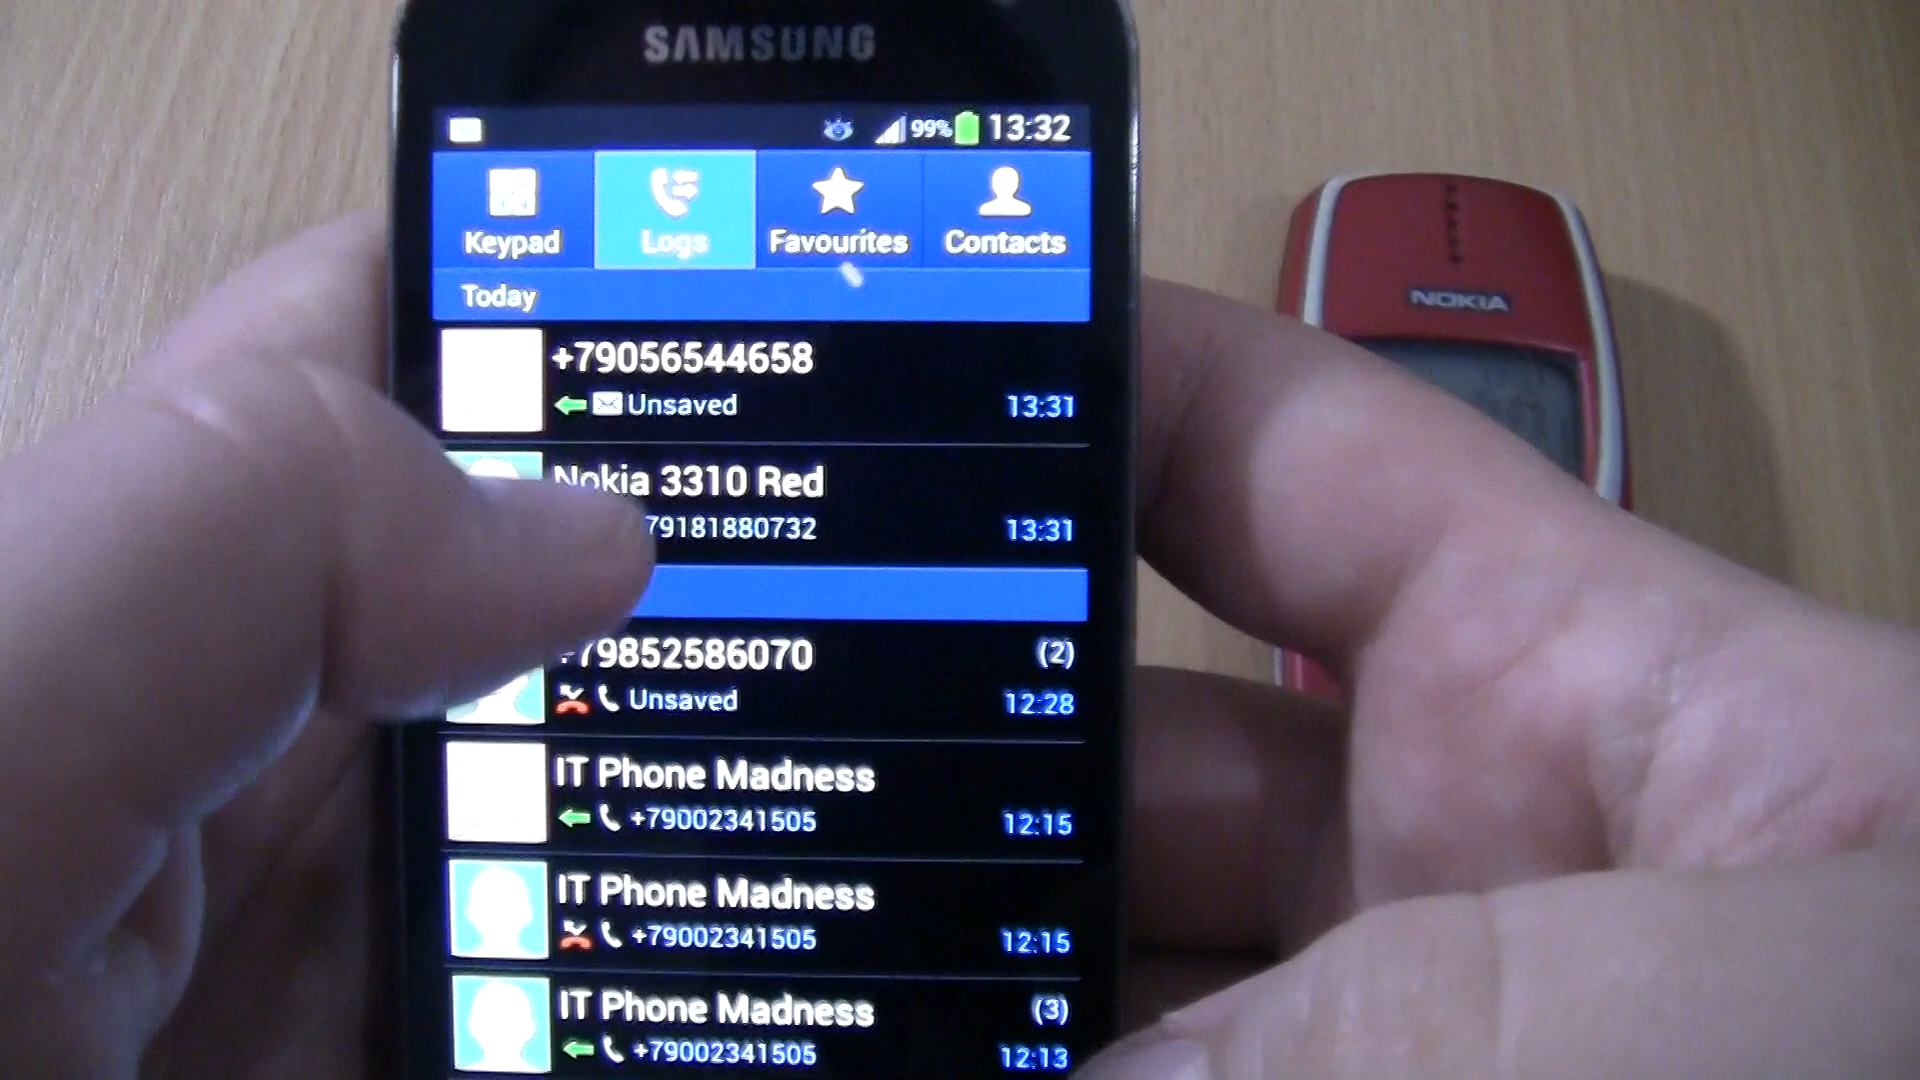 SAMSUNG
99% 13:32
Keypad Logs Favourites Contacts
Today
+79056544658
Unsaved 13:31
Nokia 3310 Red
79181880732 13:31
+79852586070 (2)
Unsaved 12:28
IT Phone Madness
+79002341505 12:15
IT Phone Madness
+79002341505 12:15
IT Phone Madness (3)
+79002341505 12:13
NOKIA